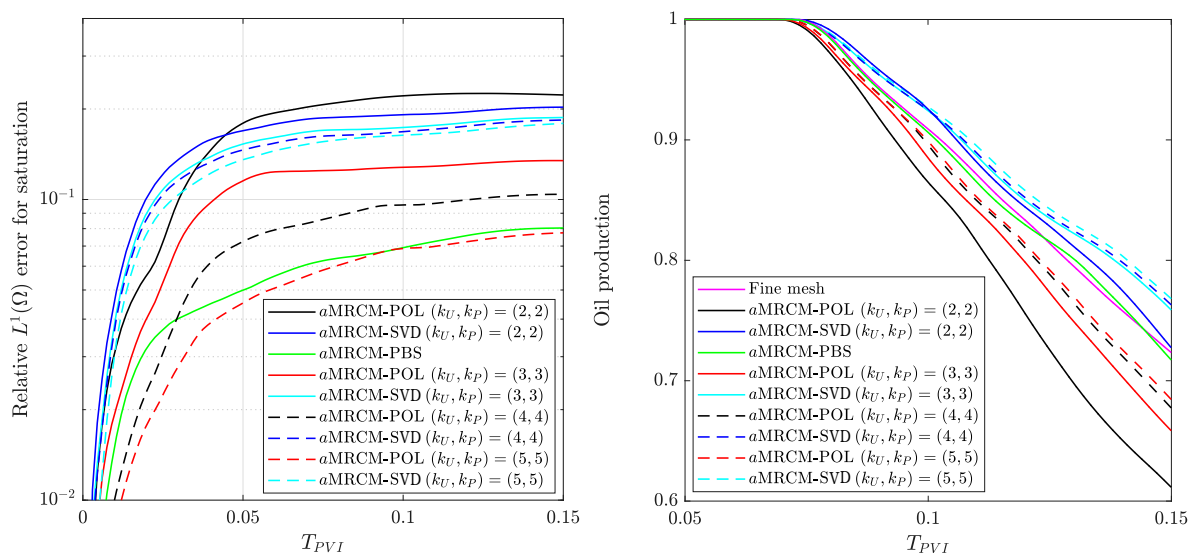 Relative L¹(Ω) error for saturation
10⁻¹
10⁻²
0
0.05
0.1
0.15
T_{PVI}
aMRCM-POL (k_U, k_P) = (2, 2)
aMRCM-SVD (k_U, k_P) = (2, 2)
aMRCM-PBS
aMRCM-POL (k_U, k_P) = (3, 3)
aMRCM-SVD (k_U, k_P) = (3, 3)
aMRCM-POL (k_U, k_P) = (4, 4)
aMRCM-SVD (k_U, k_P) = (4, 4)
aMRCM-POL (k_U, k_P) = (5, 5)
aMRCM-SVD (k_U, k_P) = (5, 5)
Oil production
1
0.9
0.8
0.7
0.6
0.05
0.1
0.15
T_{PVI}
Fine mesh
aMRCM-POL (k_U, k_P) = (2, 2)
aMRCM-SVD (k_U, k_P) = (2, 2)
aMRCM-PBS
aMRCM-POL (k_U, k_P) = (3, 3)
aMRCM-SVD (k_U, k_P) = (3, 3)
aMRCM-POL (k_U, k_P) = (4, 4)
aMRCM-SVD (k_U, k_P) = (4, 4)
aMRCM-POL (k_U, k_P) = (5, 5)
aMRCM-SVD (k_U, k_P) = (5, 5)